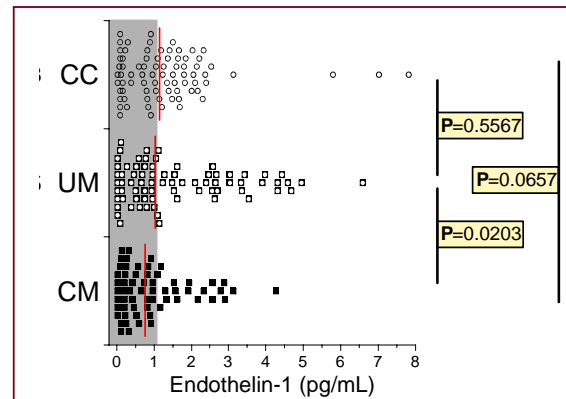 CC
P=0.5567
UM
P=0.0657
P=0.0203
CM
0 1 2 3 4 5 6 7 8
Endothelin-1 (pg/mL)